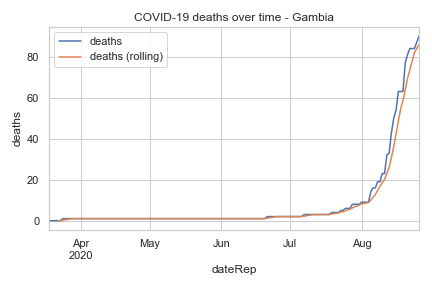 COVID-19 deaths over time - Gambia
deaths
deaths (rolling)
deaths
80
60
40
20
0
Apr
2020
May
Jun
Jul
Aug
dateRep